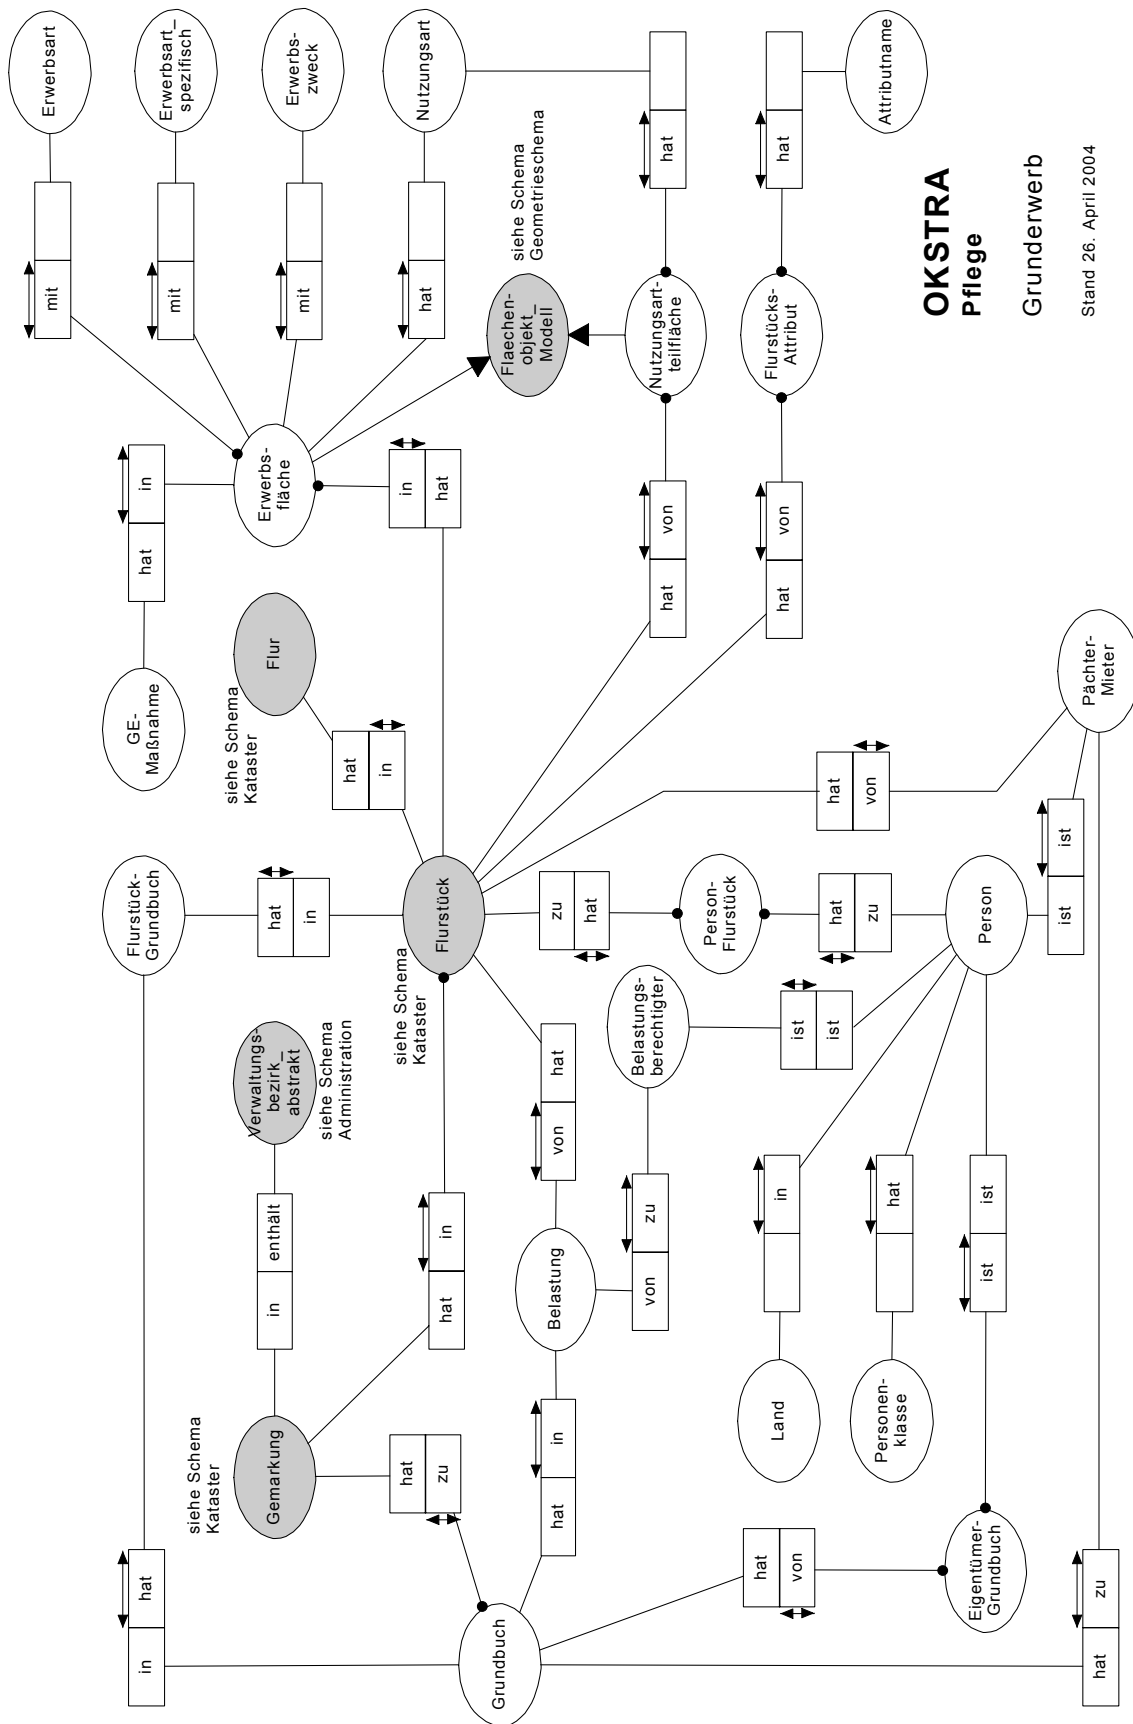 Erwerbsart
Erwerbsart_
spezifisch
Erwerbs-
zweck
Nutzungsart
mit
mit
mit
hat
siehe Schema
Geometrieschema
Flaechen-
objekt_
Modell
hat
hat
Attributname
Nutzungsart-
teilfläche
Flurstücks-
Attribut
OKSTRA
Pflege
Grunderwerb
Stand 26. April 2004
in
hat
Erwerbs-
fläche
in
hat
GE-
Maßnahme
Flur
siehe Schema
Kataster
hat
in
von
hat
von
hat
Pächter-
Mieter
hat
von
Flurstück-
Grundbuch
hat
in
Flurstück
siehe Schema
Kataster
zu
hat
Person-
Flurstück
hat
zu
Person
ist
ist
Verwaltungs-
bezirk_
abstrakt
siehe Schema
Administration
Belastungs-
berechtigter
ist
ist
enthält
in
in
hat
hat
von
Belastung
zu
von
in
hat
ist
ist
Land
Personen-
klasse
siehe Schema
Kataster
Gemarkung
hat
zu
in
hat
hat
von
Eigentümer-
Grundbuch
hat
in
Grundbuch
zu
hat